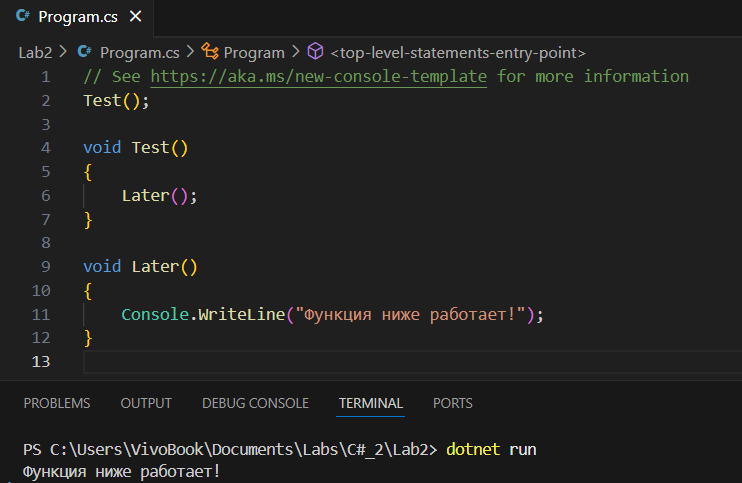 Program.cs
Lab2 > Program.cs > Program > <top-level-statements-entry-point>
1 // See https://aka.ms/new-console-template for more information
2 Test();
3
4 void Test()
5 {
6     Later();
7 }
8
9 void Later()
10 {
11     Console.WriteLine("Функция ниже работает!");
12 }
13
PROBLEMS OUTPUT DEBUG CONSOLE TERMINAL PORTS
PS C:\Users\VivoBook\Documents\Labs\C#_2\Lab2> dotnet run
Функция ниже работает!